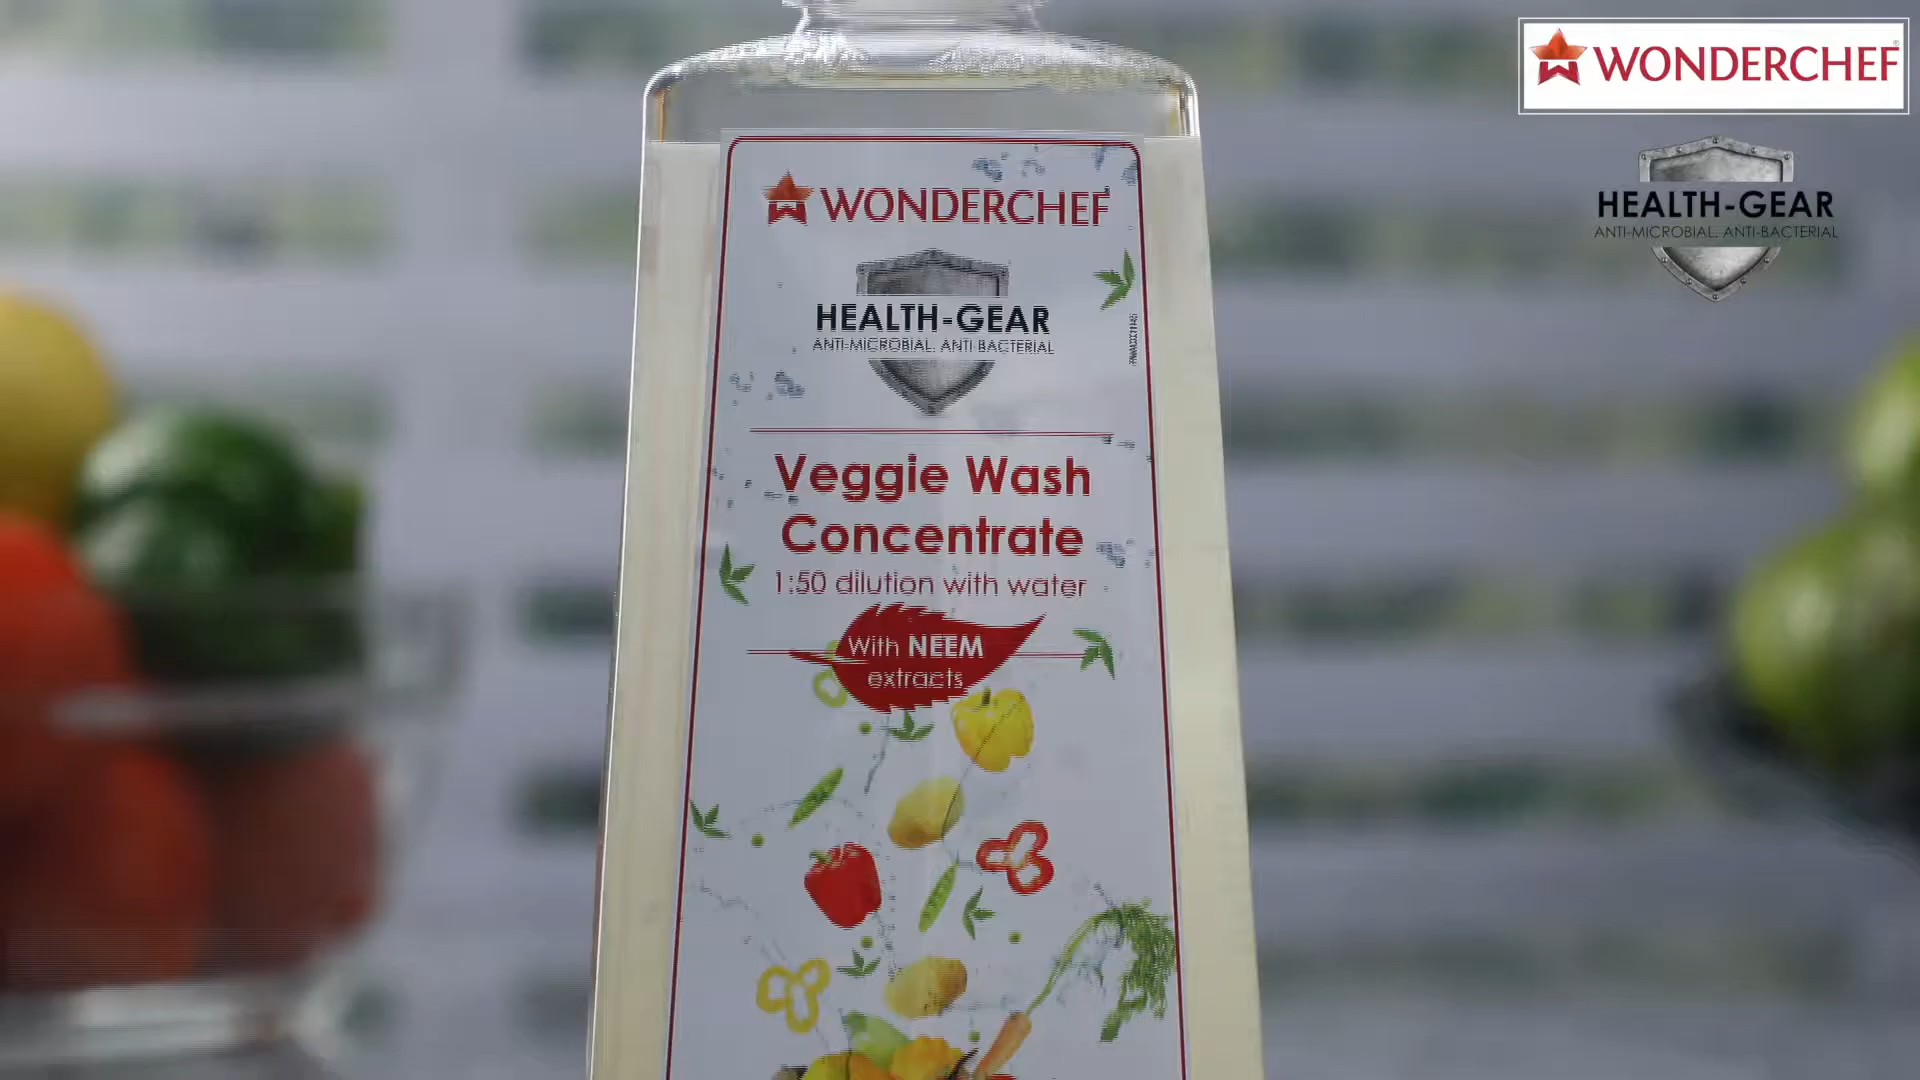 WONDERCHEF
HEALTH-GEAR
ANTI-MICROBIAL. ANTI-BACTERIAL
WONDERCHEF
HEALTH-GEAR
ANTI-MICROBIAL. ANTI-BACTERIAL
Veggie Wash
Concentrate
1:50 dilution with water
With NEEM
extracts